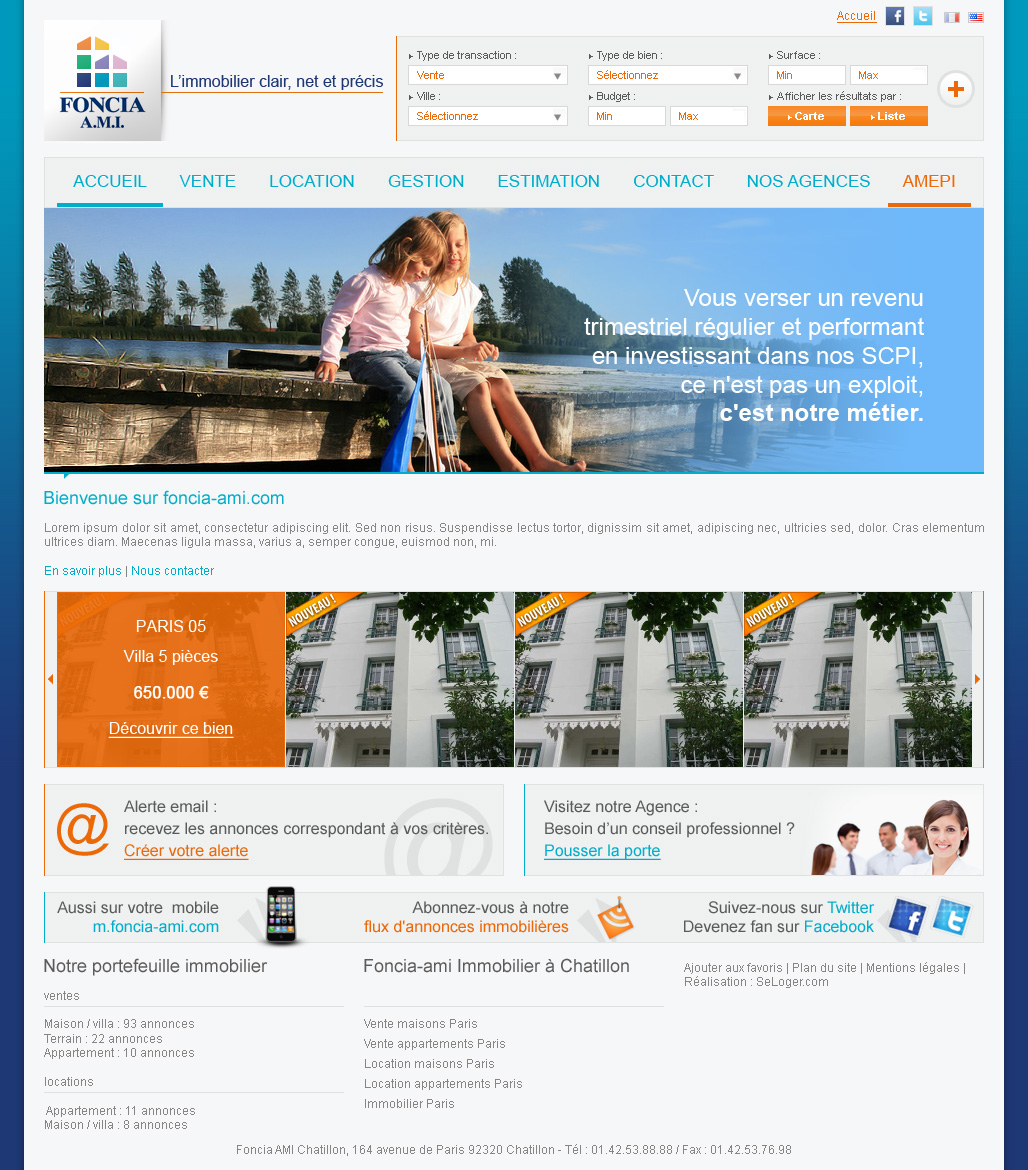 Accueil
FONCIA
A.M.I.
L'immobilier clair, net et précis
Type de transaction :
Type de bien :
Surface :
Vente
Sélectionnez
Min
Max
Ville :
Budget :
Afficher les résultats par :
Sélectionnez
Min
Max
Carte
Liste
ACCUEIL
VENTE
LOCATION
GESTION
ESTIMATION
CONTACT
NOS AGENCES
AMEPI
Vous verser un revenu
trimestriel régulier et performant
en investissant dans nos SCPI,
ce n'est pas un exploit,
c'est notre métier.
Bienvenue sur foncia-ami.com
Lorem ipsum dolor sit amet, consectetur adipiscing elit. Sed non risus. Suspendisse lectus tortor, dignissim sit amet, adipiscing nec, ultricies sed, dolor. Cras elementum
ultrices diam. Maecenas ligula massa, varius a, semper congue, euismod non, mi.
En savoir plus | Nous contacter
PARIS 05
Villa 5 pièces
650.000 €
Découvrir ce bien
NOUVEAU !
NOUVEAU !
NOUVEAU !
Alerte email :
recevez les annonces correspondant à vos critères.
Créer votre alerte
Visitez notre Agence :
Besoin d'un conseil professionnel ?
Pousser la porte
Aussi sur votre mobile
m.foncia-ami.com
Abonnez-vous à notre
flux d'annonces immobilières
Suivez-nous sur Twitter
Devenez fan sur Facebook
Notre portefeuille immobilier
ventes
Maison / villa : 93 annonces
Terrain : 22 annonces
Appartement : 10 annonces
locations
Appartement : 11 annonces
Maison / villa : 8 annonces
Foncia-ami Immobilier à Chatillon
Vente maisons Paris
Vente appartements Paris
Location maisons Paris
Location appartements Paris
Immobilier Paris
Ajouter aux favoris | Plan du site | Mentions légales |
Réalisation : SeLoger.com
Foncia AMI Chatillon, 164 avenue de Paris 92320 Chatillon - Tél : 01.42.53.88.88 / Fax : 01.42.53.76.98